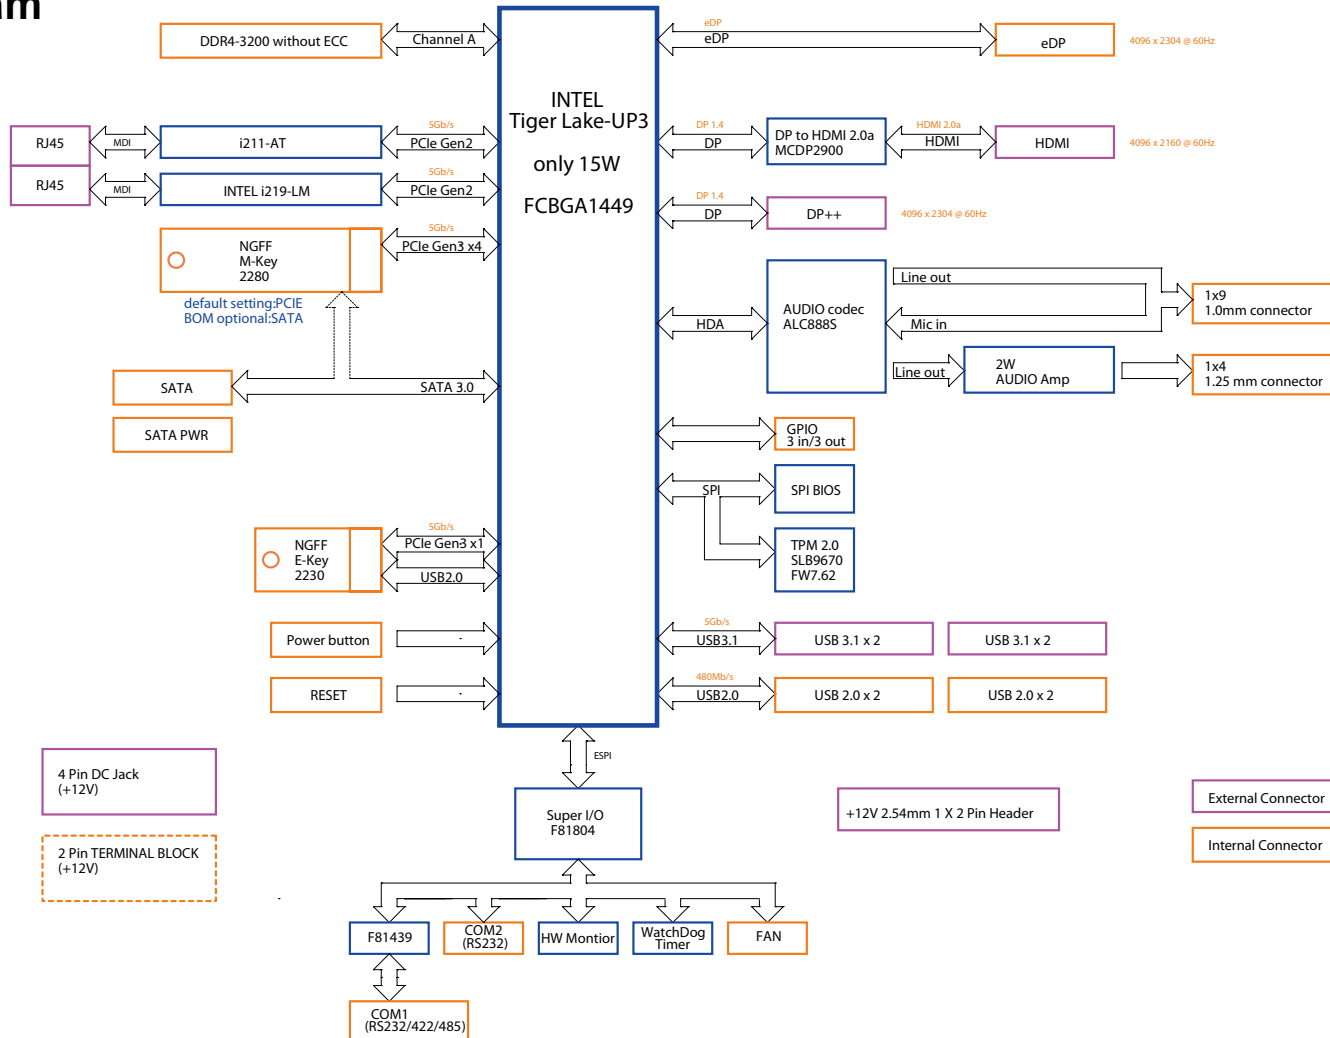 DDR4-3200 without ECC
Channel A
INTEL
Tiger Lake-UP3
only 15W
FCBGA1449
eDP
eDP
eDP
4096 x 2304 @ 60Hz
RJ45
MDI
i211-AT
5Gb/s
PCIe Gen2
RJ45
MDI
INTEL i219-LM
5Gb/s
PCIe Gen2
DP 1.4
DP
DP to HDMI 2.0a
MCDP2900
HDMI 2.0a
HDMI
HDMI
4096 x 2160 @ 60Hz
DP 1.4
DP
DP++
4096 x 2304 @ 60Hz
NGFF
M-Key
2280
5Gb/s
PCIe Gen3 x4
default setting:PCIE
BOM optional:SATA
SATA
SATA 3.0
SATA PWR
HDA
AUDIO codec
ALC888S
Line out
Mic in
1x9
1.0mm connector
Line out
2W
AUDIO Amp
1x4
1.25 mm connector
GPIO
3 in/3 out
SPI
SPI BIOS
TPM 2.0
SLB9670
FW7.62
NGFF
E-Key
2230
5Gb/s
PCIe Gen3 x1
USB2.0
Power button
RESET
5Gb/s
USB3.1
USB 3.1 x 2
USB 3.1 x 2
480Mb/s
USB2.0
USB 2.0 x 2
USB 2.0 x 2
ESPI
4 Pin DC Jack
(+12V)
2 Pin TERMINAL BLOCK
(+12V)
Super I/O
F81804
+12V 2.54mm 1 X 2 Pin Header
External Connector
Internal Connector
F81439
COM2
(RS232)
HW Montior
WatchDog
Timer
FAN
COM1
(RS232/422/485)